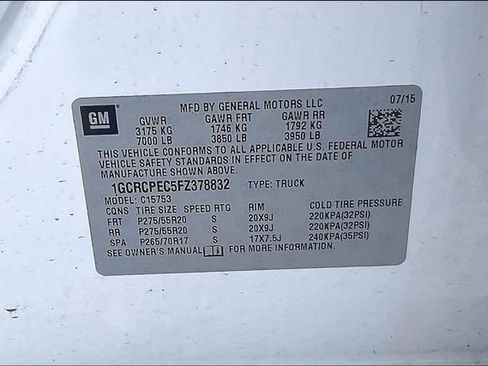 MFD BY GENERAL MOTORS LLC 07/15
GM
GVWR GAWR FRT GAWR RR
3175 KG 1746 KG 1792 KG
7000 LB 3850 LB 3950 LB
THIS VEHICLE CONFORMS TO ALL APPLICABLE U.S. FEDERAL MOTOR
VEHICLE SAFETY STANDARDS IN EFFECT ON THE DATE OF
MANUFACTURE SHOWN ABOVE.
1GCRCPEC5FZ378832 TYPE: TRUCK
MODEL: C15753
CQNS TIRE SIZE SPEED RTG RIM COLD TIRE PRESSURE
FRT P275/55R20 S 20X9J 220KPA(32PSI)
RR P275/55R20 S 20X9J 220KPA(32PSI)
SPA P265/70R17 S 17X7.5J 240KPA(35PSI)
SEE OWNER'S MANUAL FOR MORE INFORMATION.